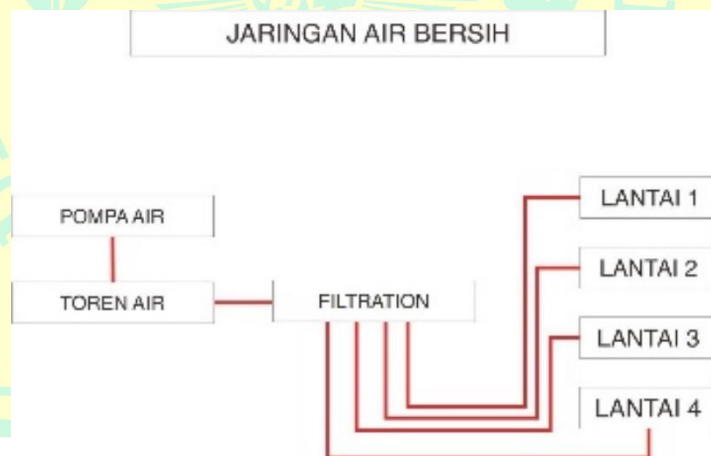 JARINGAN AIR BERSIH
POMPA AIR
TOREN AIR
FILTRATION
LANTAI 1
LANTAI 2
LANTAI 3
LANTAI 4